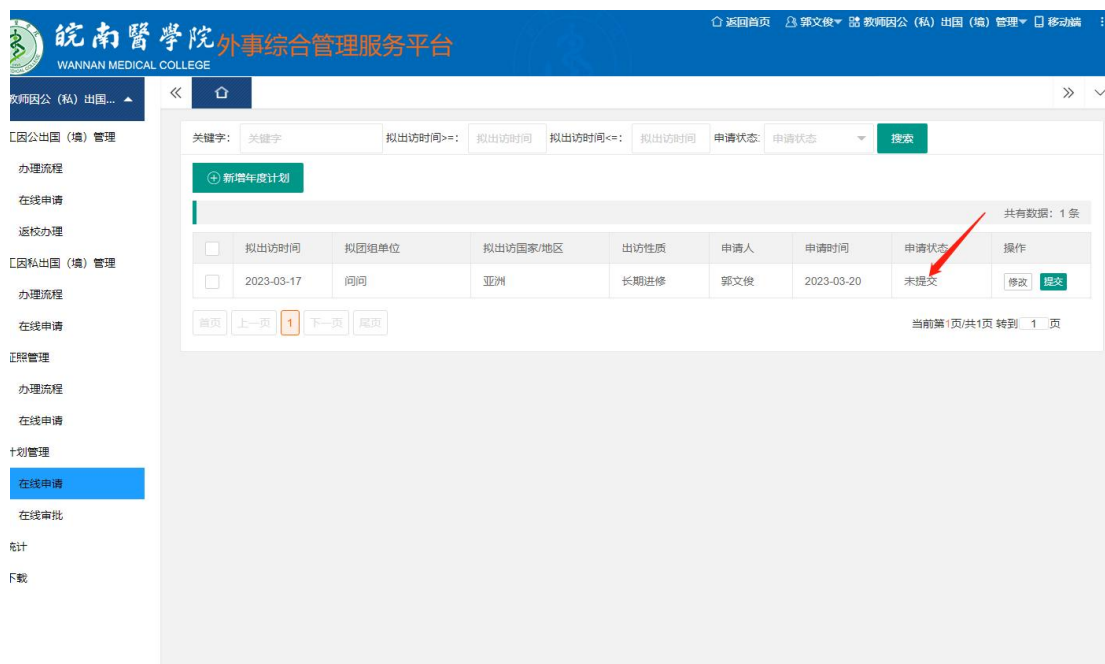 皖南醫學院
外事综合管理服务平台
WANNAN MEDICAL COLLEGE
返回首页 郭文俊 教师因公（私）出国（境）管理 移动端
教师因公（私）出国...
工因公出国（境）管理
办理流程
在线申请
返校办理
工因私出国（境）管理
办理流程
在线申请
证照管理
办理流程
在线申请
计划管理
在线申请
在线审批
统计
下载
关键字： 关键字 拟出访时间>=： 拟出访时间 拟出访时间<=： 拟出访时间 申请状态: 申请状态 搜索
新增年度计划
共有数据：1 条
拟出访时间 拟团组单位 拟出访国家/地区 出访性质 申请人 申请时间 申请状态 操作
2023-03-17 问问 亚洲 长期进修 郭文俊 2023-03-20 未提交 修改 提交
首页 上一页 1 下一页 尾页 当前第1页/共1页 转到 1 页